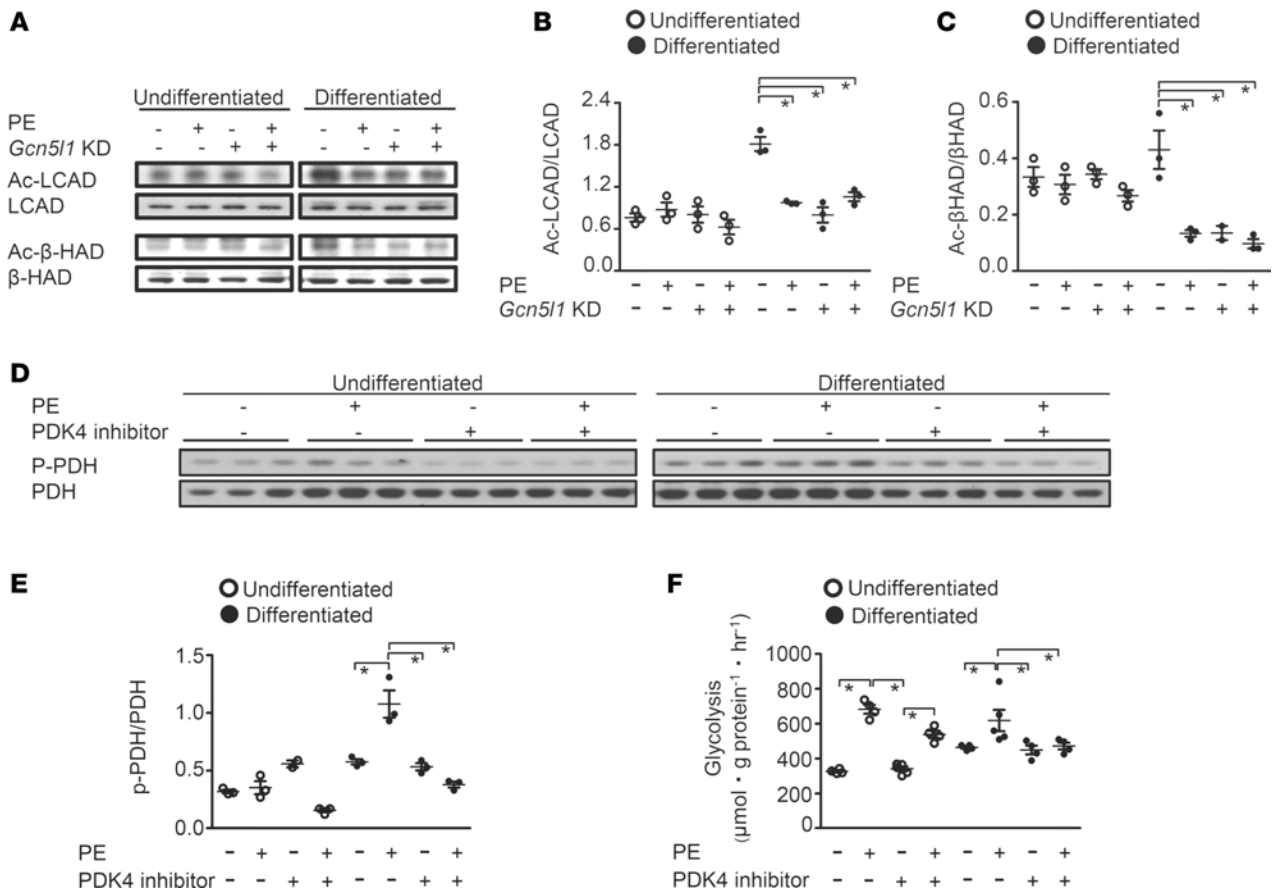 A
Undifferentiated Differentiated
PE - + - + - + - +
Gcn5l1 KD - - + + - - + +
Ac-LCAD
LCAD
Ac-β-HAD
β-HAD
B
Undifferentiated
Differentiated
Ac-LCAD/LCAD
2.4
1.8
1.2
0.6
0.0
* * *
PE - + - + - + - +
Gcn5l1 KD - - + + - - + +
C
Undifferentiated
Differentiated
Ac-βHAD/βHAD
0.6
0.4
0.2
0.0
* * *
PE - + - + - + - +
Gcn5l1 KD - - + + - - + +
D
Undifferentiated Differentiated
PE - + - + - + - +
PDK4 inhibitor - - + + - - + +
P-PDH
PDH
E
Undifferentiated
Differentiated
p-PDH/PDH
1.5
1.0
0.5
0.0
* * *
PE - + - + - + - +
PDK4 inhibitor - - + + - - + +
F
Undifferentiated
Differentiated
Glycolysis
(μmol · g protein⁻¹ · hr⁻¹)
1000
800
600
400
200
0
* * * * * *
PE - + - + - + - +
PDK4 inhibitor - - + + - - + +